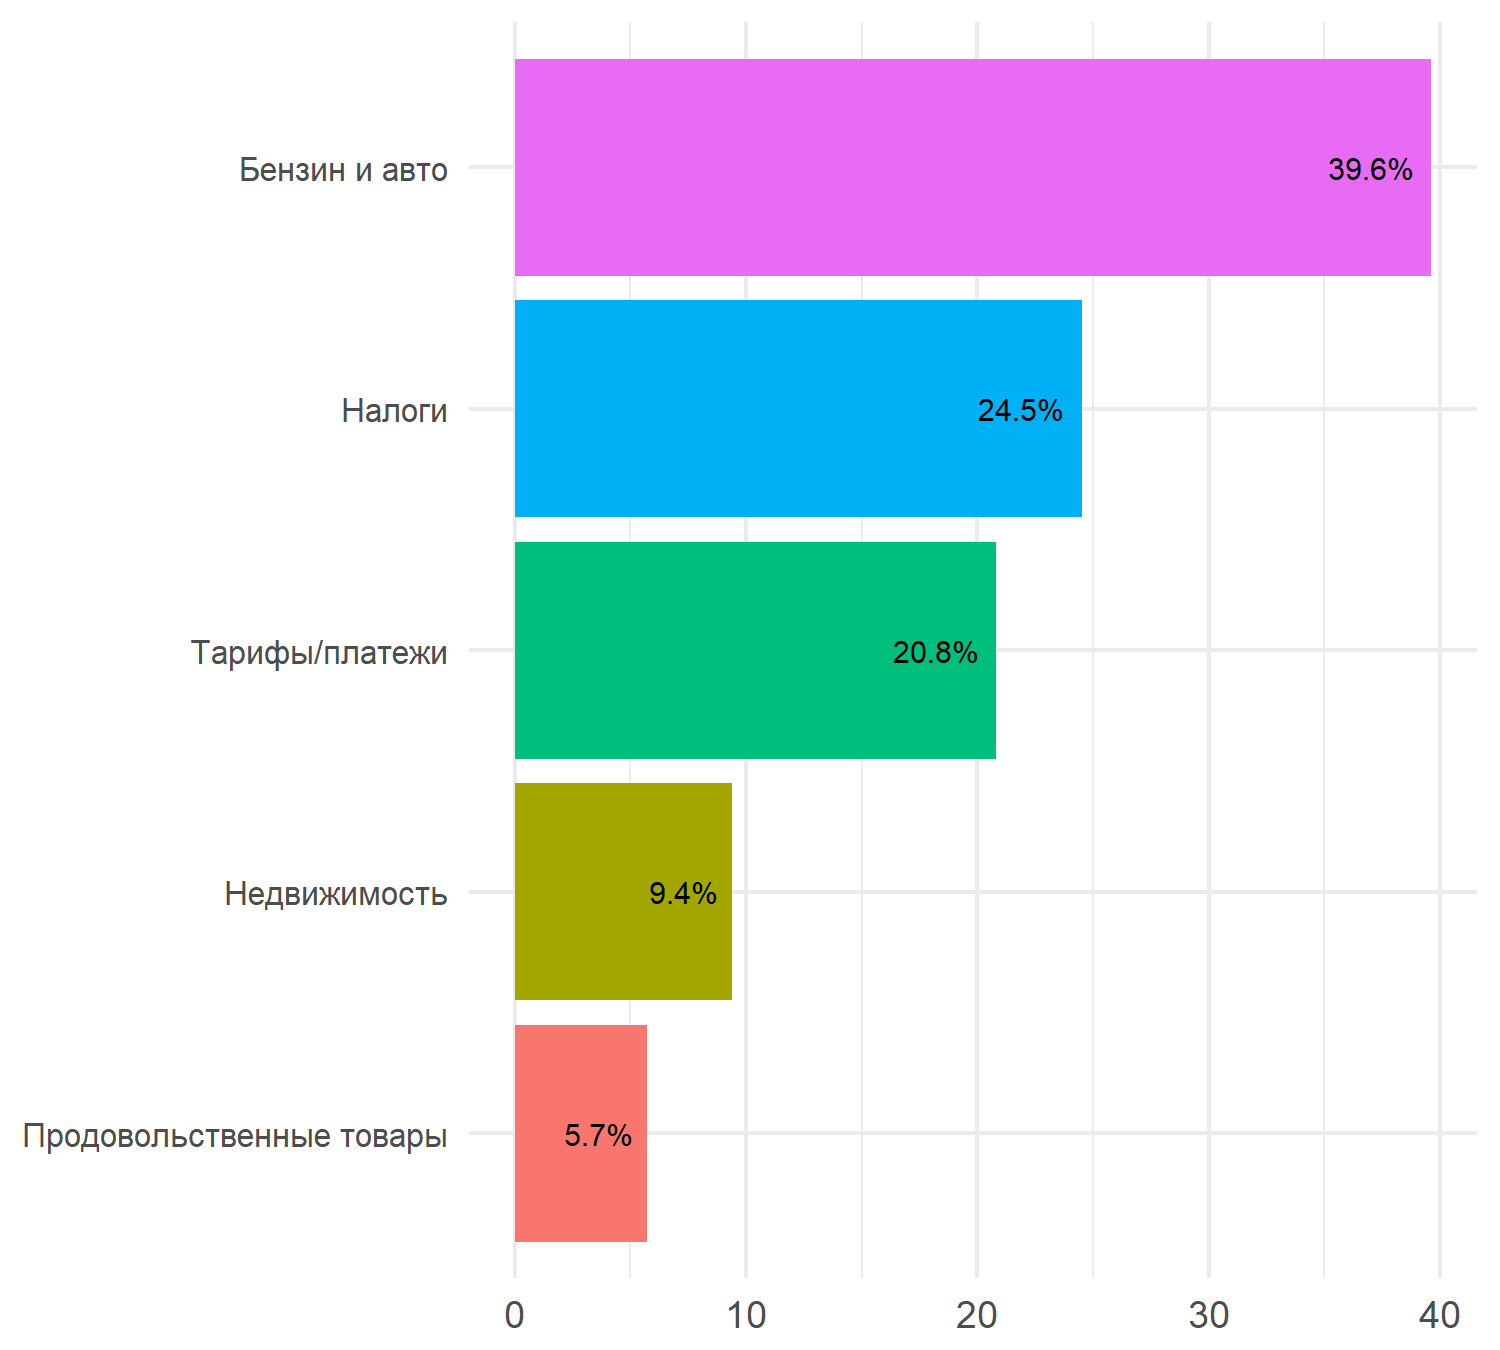 Бензин и авто
39.6%
Налоги
24.5%
Тарифы/платежи
20.8%
Недвижимость
9.4%
Продовольственные товары
5.7%
0 10 20 30 40